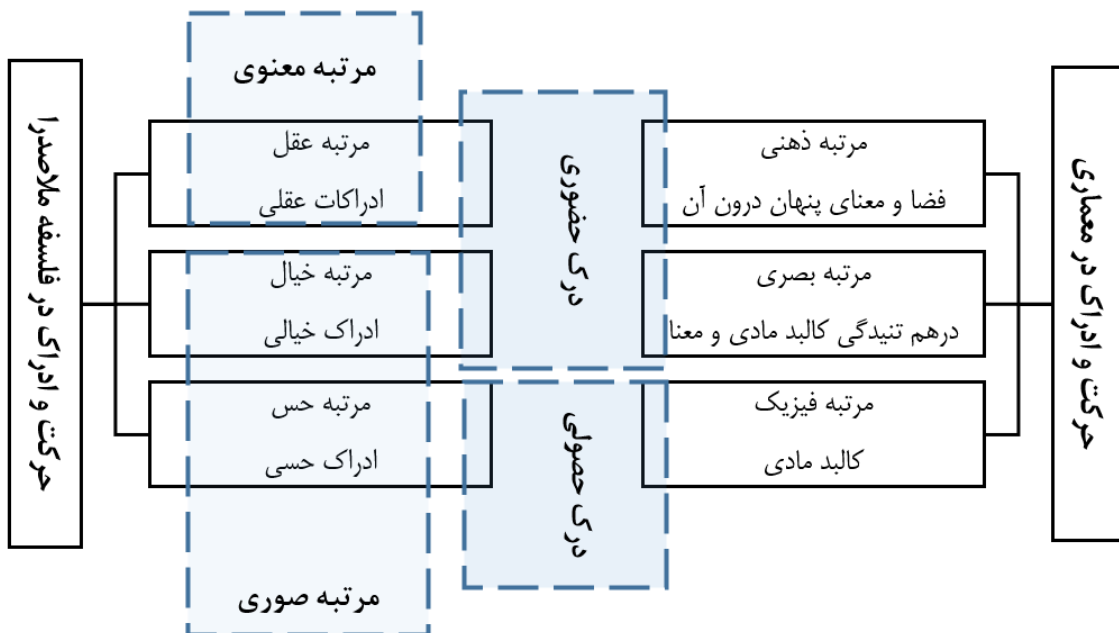 حرکت و ادراک در معماری
مرتبه ذهنی
فضا و معنای پنهان درون آن
مرتبه بصری
درهم تنیدگی کالبد مادی و معنا
مرتبه فیزیک
کالبد مادی
درک حضوری
درک حصولی
مرتبه معنوی
مرتبه عقل
ادراکات عقلی
مرتبه خیال
ادراک خیالی
مرتبه حس
ادراک حسی
مرتبه صوری
حرکت و ادراک در فلسفه ملاصدرا